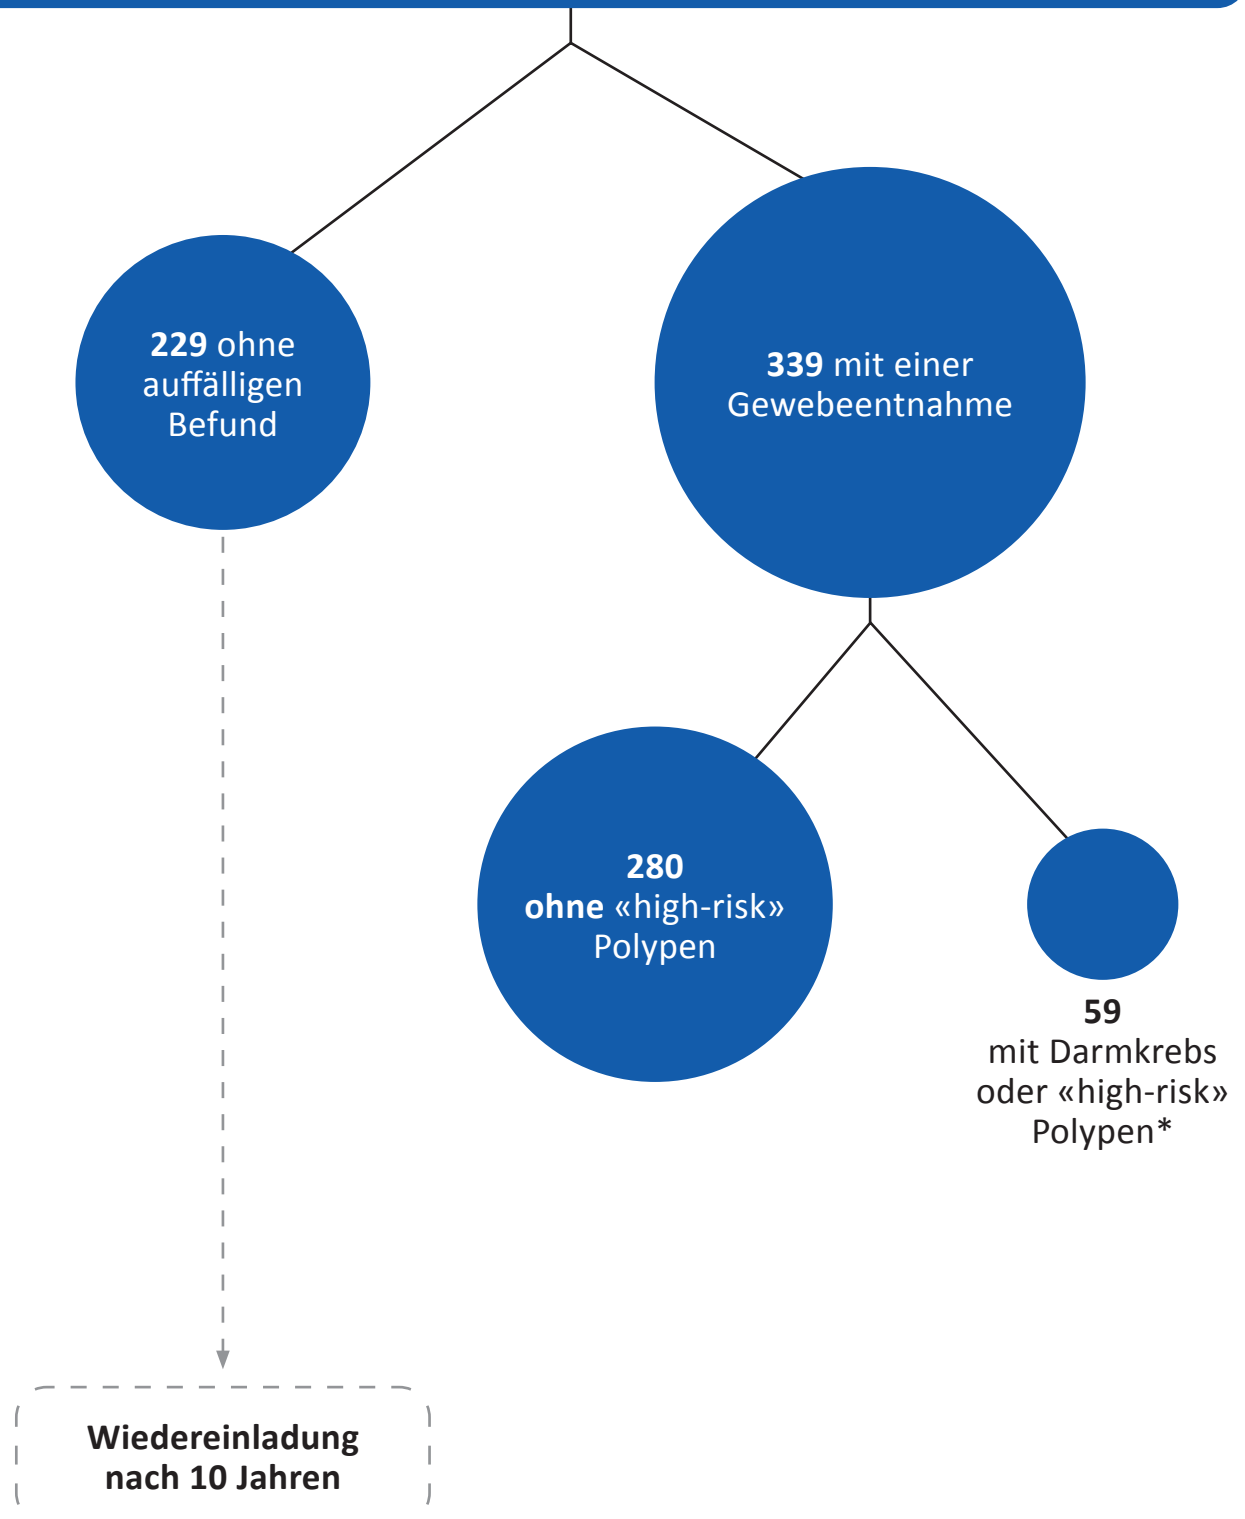 229 ohne
auffälligen
Befund
339 mit einer
Gewebeentnahme
280
ohne «high-risk»
Polypen
59
mit Darmkrebs
oder «high-risk»
Polypen*
Wiedereinladung
nach 10 Jahren